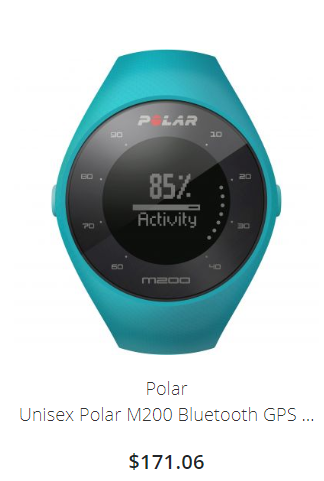 POLAR
90 10
80 20
85%
Activity
70 30
60 40
M200
Polar
Unisex Polar M200 Bluetooth GPS ...
$171.06